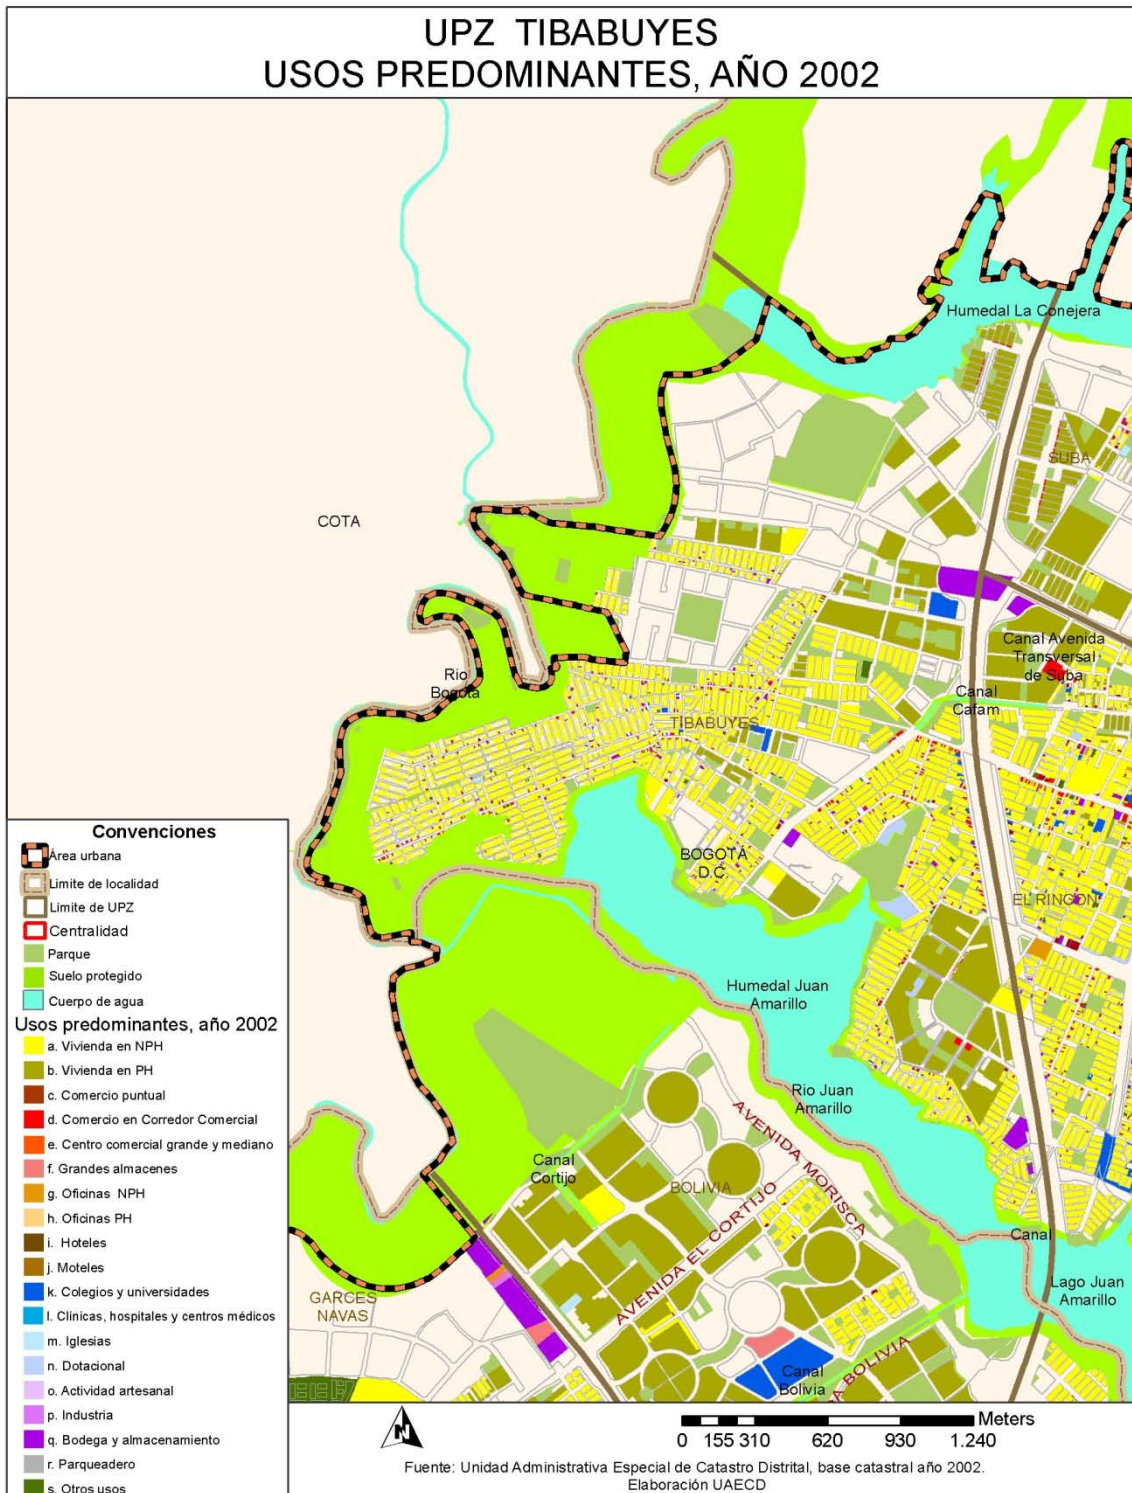 UPZ TIBABUYES
USOS PREDOMINANTES, AÑO 2002
Humedal La Conejera
SUBA
COTA
Canal Avenida
Transversal
de Suba
Rio
Bogotá
Canal
Cafam
TIBABUYES
BOGOTÁ
D.C.
EL RINCON
Humedal Juan
Amarillo
Rio Juan
Amarillo
AVENIDA MORISCA
Canal
Cortijo
BOLIVIA
AVENIDA EL CORTIJO
Canal
Lago Juan
Amarillo
GARCES
NAVAS
Canal
Bolivia
BOLIVIA
Convenciones
Área urbana
Limite de localidad
Limite de UPZ
Centralidad
Parque
Suelo protegido
Cuerpo de agua
Usos predominantes, año 2002
a. Vivienda en NPH
b. Vivienda en PH
c. Comercio puntual
d. Comercio en Corredor Comercial
e. Centro comercial grande y mediano
f. Grandes almacenes
g. Oficinas NPH
h. Oficinas PH
i. Hoteles
j. Moteles
k. Colegios y universidades
l. Clínicas, hospitales y centros médicos
m. Iglesias
n. Dotacional
o. Actividad artesanal
p. Industria
q. Bodega y almacenamiento
r. Parqueadero
s. Otros usos
N
Meters
0 155 310 620 930 1.240
Fuente: Unidad Administrativa Especial de Catastro Distrital, base catastral año 2002.
Elaboración UAECD